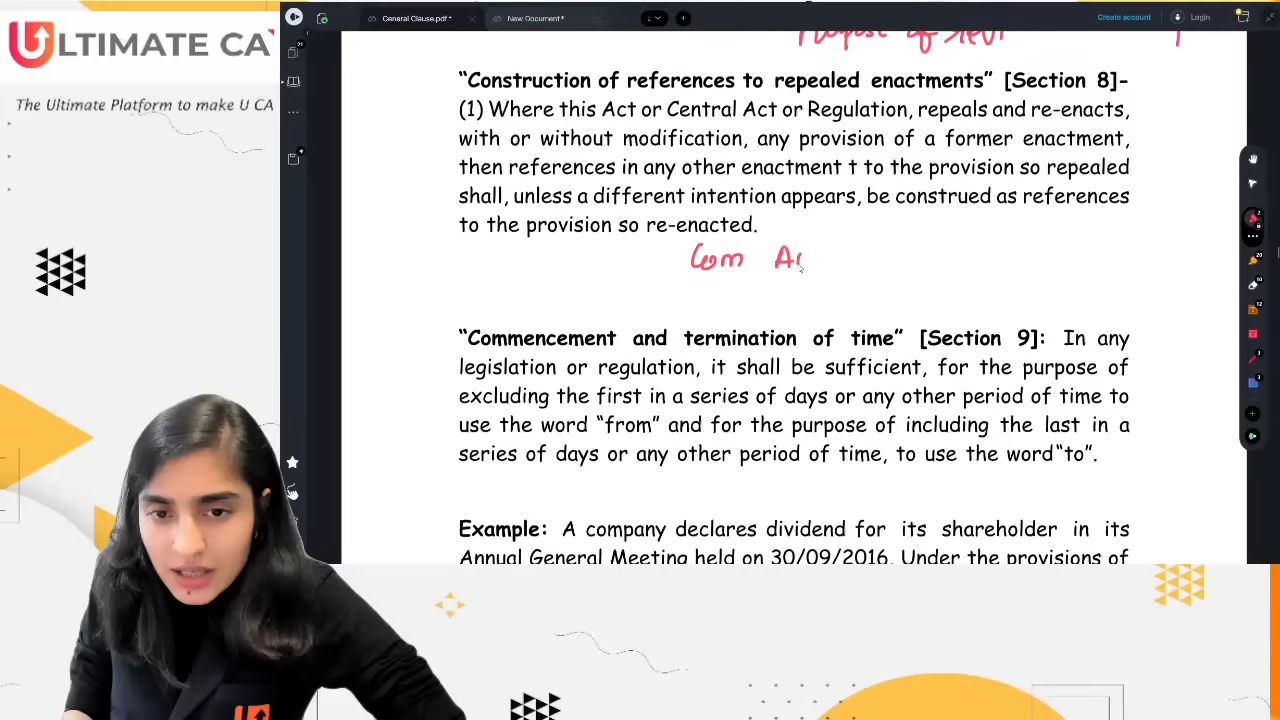 ULTIMATE CA
The Ultimate Platform to make U CA
General Clause.pdf*
New Document*
Create account
Login
"Construction of references to repealed enactments" [Section 8]-
(1) Where this Act or Central Act or Regulation, repeals and re-enacts,
with or without modification, any provision of a former enactment,
then references in any other enactment t to the provision so repealed
shall, unless a different intention appears, be construed as references
to the provision so re-enacted.
Com A
"Commencement and termination of time" [Section 9]: In any
legislation or regulation, it shall be sufficient, for the purpose of
excluding the first in a series of days or any other period of time to
use the word "from" and for the purpose of including the last in a
series of days or any other period of time, to use the word "to".
Example: A company declares dividend for its shareholder in its
Annual General Meeting held on 30/09/2016. Under the provisions of